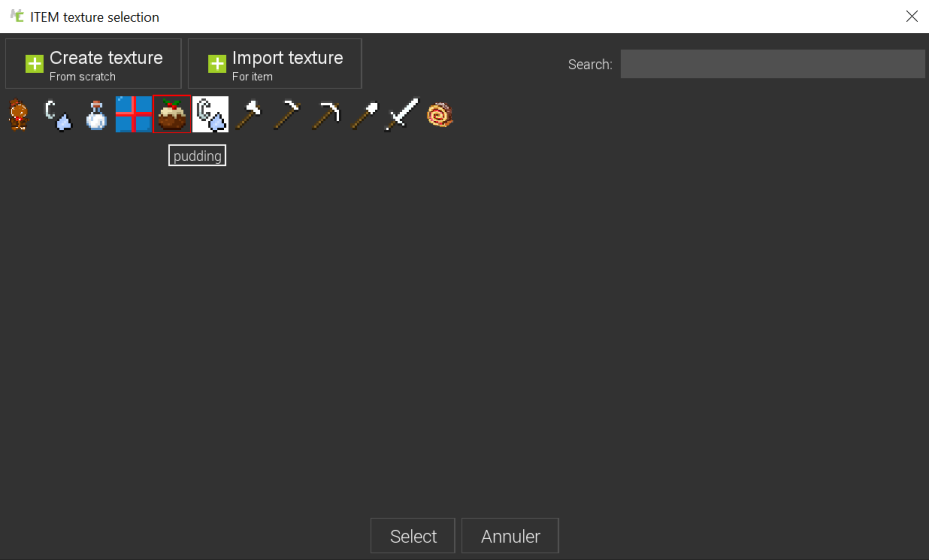 ITEM texture selection
Create texture
From scratch
Import texture
For item
Search:
pudding
Select
Annuler